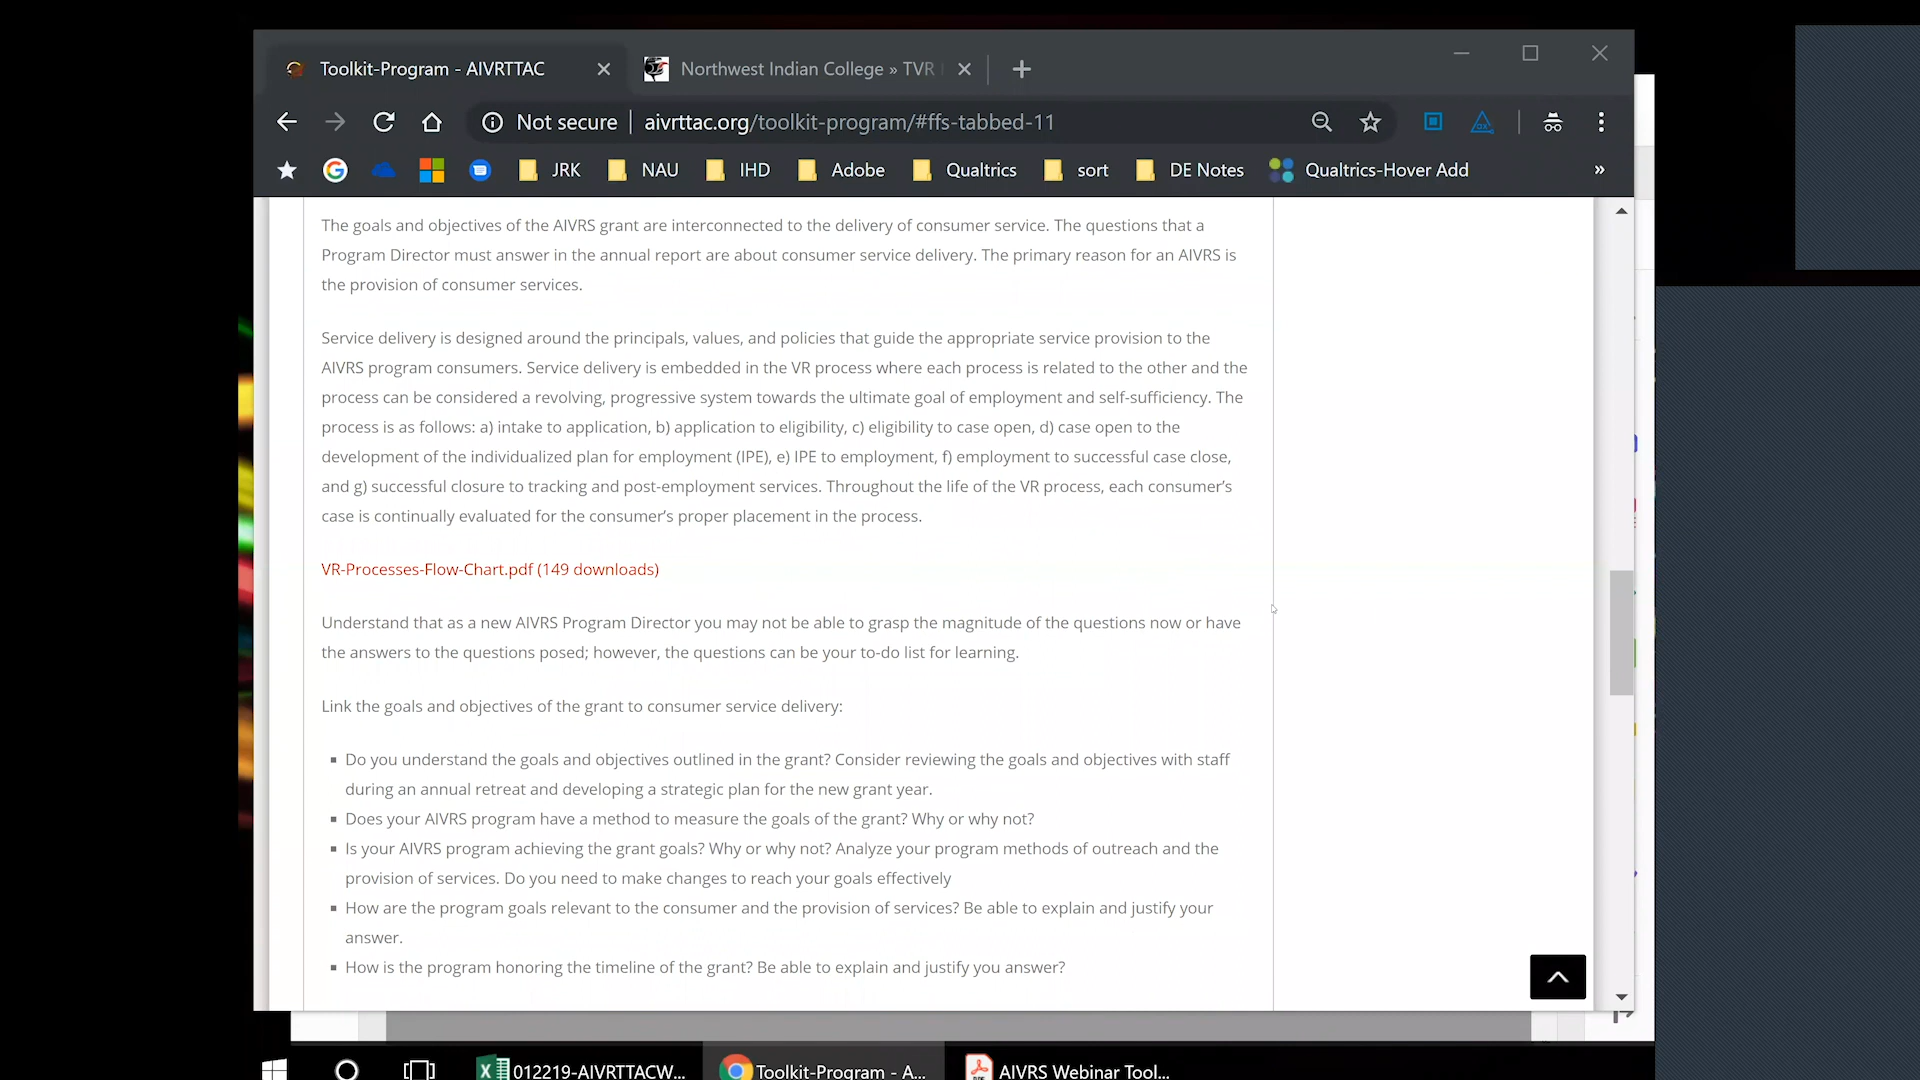 Toolkit-Program - AIVRTTAC
Northwest Indian College » TVR
Not secure | aivrttac.org/toolkit-program/#ffs-tabbed-11
JRK NAU IHD Adobe Qualtrics sort DE Notes Qualtrics-Hover Add »
The goals and objectives of the AIVRS grant are interconnected to the delivery of consumer service. The questions that a
Program Director must answer in the annual report are about consumer service delivery. The primary reason for an AIVRS is
the provision of consumer services.
Service delivery is designed around the principals, values, and policies that guide the appropriate service provision to the
AIVRS program consumers. Service delivery is embedded in the VR process where each process is related to the other and the
process can be considered a revolving, progressive system towards the ultimate goal of employment and self-sufficiency. The
process is as follows: a) intake to application, b) application to eligibility, c) eligibility to case open, d) case open to the
development of the individualized plan for employment (IPE), e) IPE to employment, f) employment to successful case close,
and g) successful closure to tracking and post-employment services. Throughout the life of the VR process, each consumer’s
case is continually evaluated for the consumer’s proper placement in the process.
VR-Processes-Flow-Chart.pdf (149 downloads)
Understand that as a new AIVRS Program Director you may not be able to grasp the magnitude of the questions now or have
the answers to the questions posed; however, the questions can be your to-do list for learning.
Link the goals and objectives of the grant to consumer service delivery:
▪ Do you understand the goals and objectives outlined in the grant? Consider reviewing the goals and objectives with staff
during an annual retreat and developing a strategic plan for the new grant year.
▪ Does your AIVRS program have a method to measure the goals of the grant? Why or why not?
▪ Is your AIVRS program achieving the grant goals? Why or why not? Analyze your program methods of outreach and the
provision of services. Do you need to make changes to reach your goals effectively
▪ How are the program goals relevant to the consumer and the provision of services? Be able to explain and justify your
answer.
▪ How is the program honoring the timeline of the grant? Be able to explain and justify you answer?
012219-AIVRTTACW... Toolkit-Program - A... AIVRS Webinar Tool...